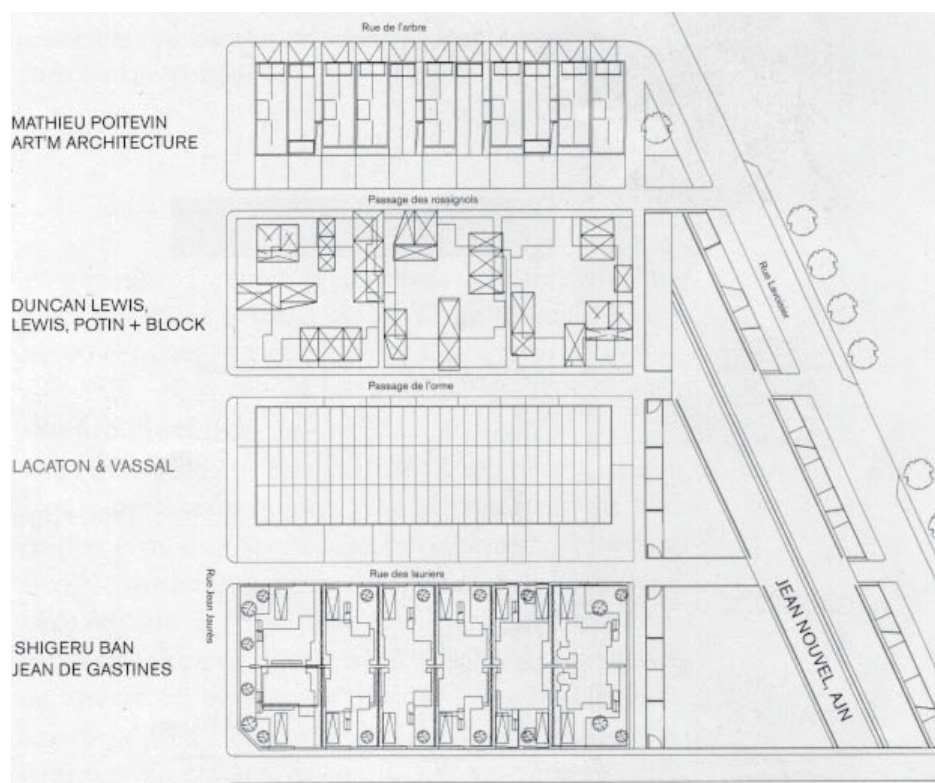 Rue de l'arbre
MATHIEU POITEVIN
ART'M ARCHITECTURE
Passage des rossignols
Rue Lavoisier
DUNCAN LEWIS,
LEWIS, POTIN + BLOCK
Passage de l'orme
LACATON & VASSAL
Rue des lauriers
Rue Jean Jaurès
SHIGERU BAN
JEAN DE GASTINES
JEAN NOUVEL, AJN